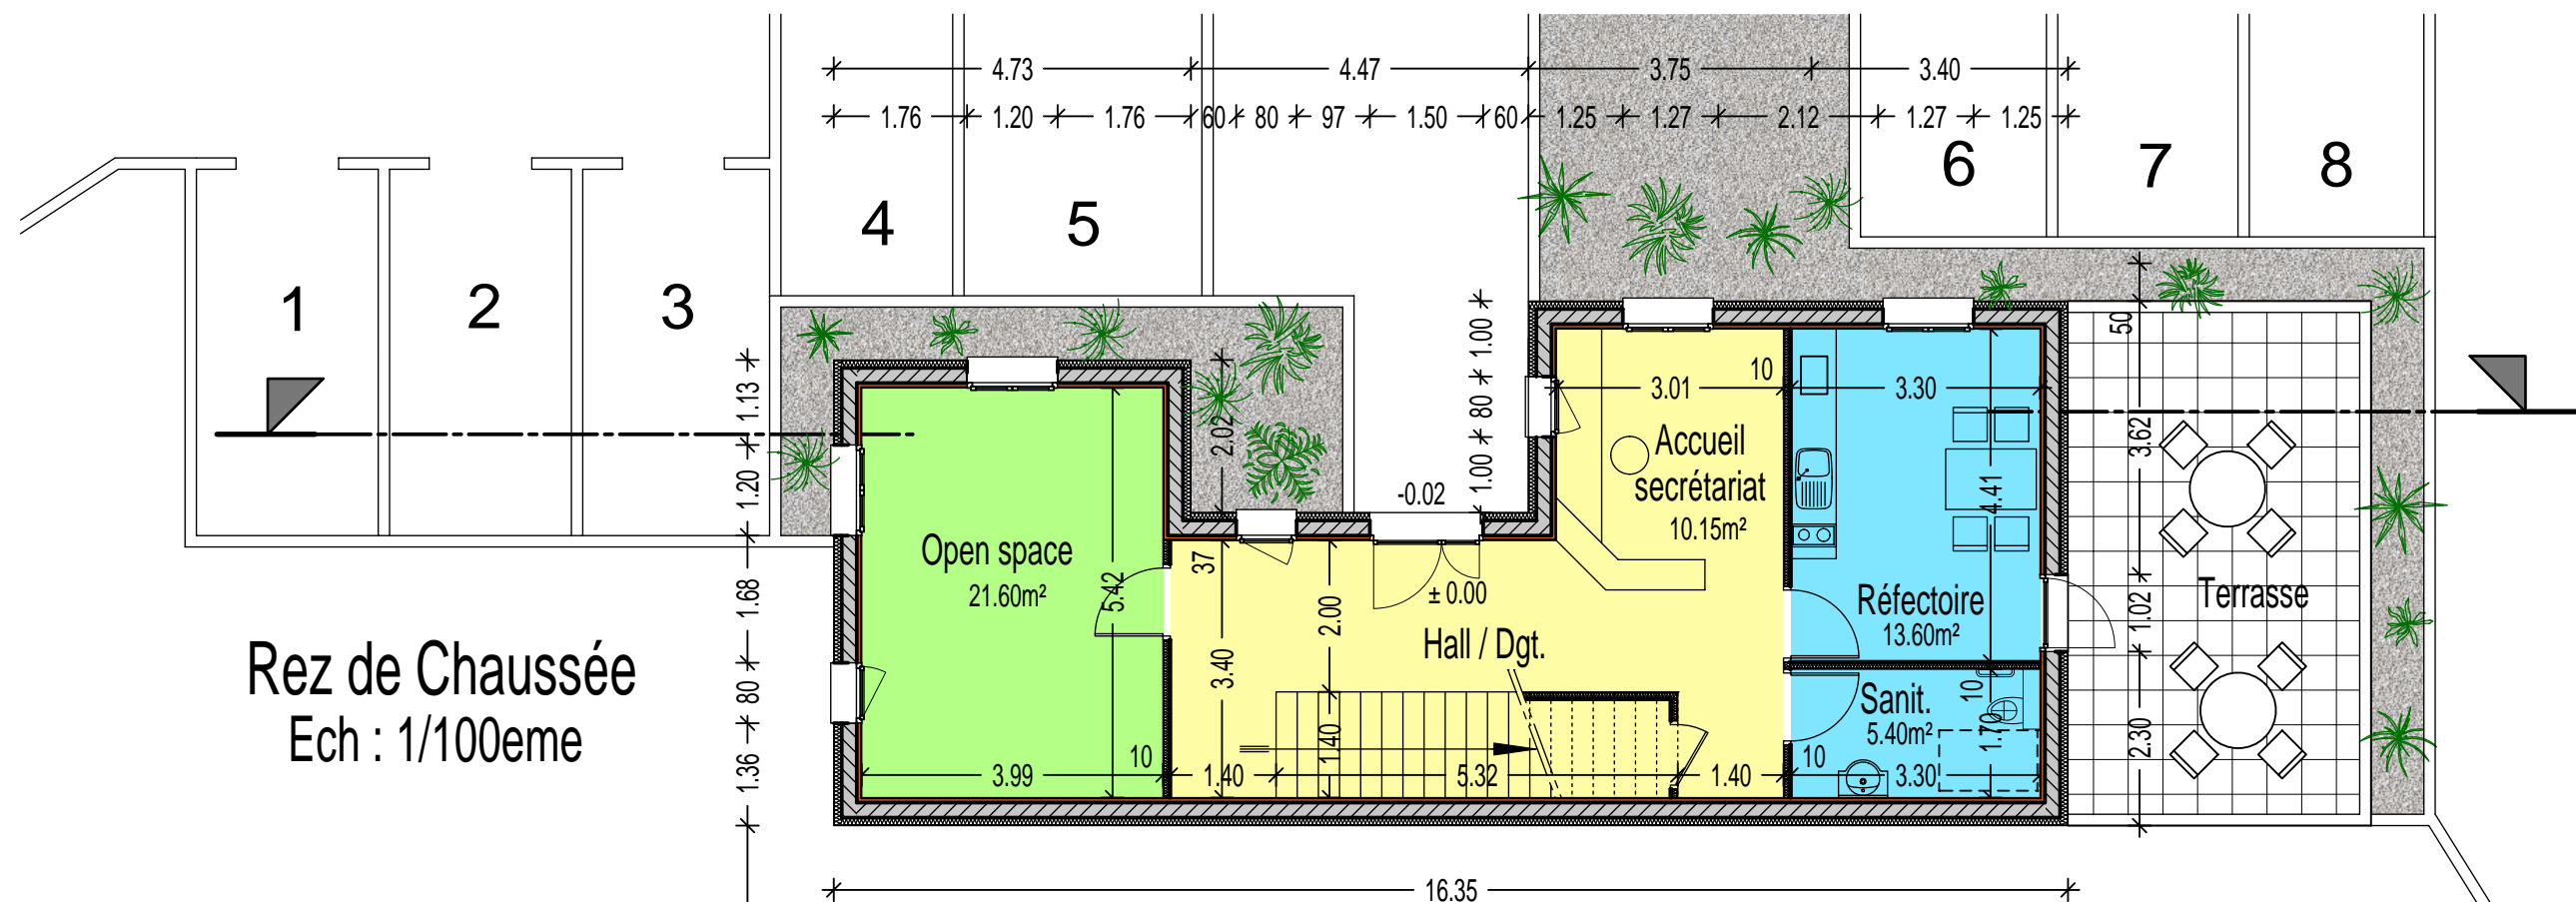 4.73 4.47 3.75 3.40
1.76 1.20 1.76 60 80 97 1.50 60 1.25 1.27 2.12 1.27 1.25
1 2 3 4 5 6 7 8
1.13
1.20
1.68
80
1.36
2.02
1.00
80
1.00
-0.02
± 0.00
Open space
21.60m²
5.42
3.99
10
37
3.40
2.00
1.40
Hall / Dgt.
1.40 5.32 1.40
3.01
10
Accueil
secrétariat
10.15m²
3.30
4.41
Réfectoire
13.60m²
Sanit.
5.40m²
10
1.70
10
3.30
50
3.62
1.02
2.30
Terrasse
Rez de Chaussée
Ech : 1/100eme
16.35